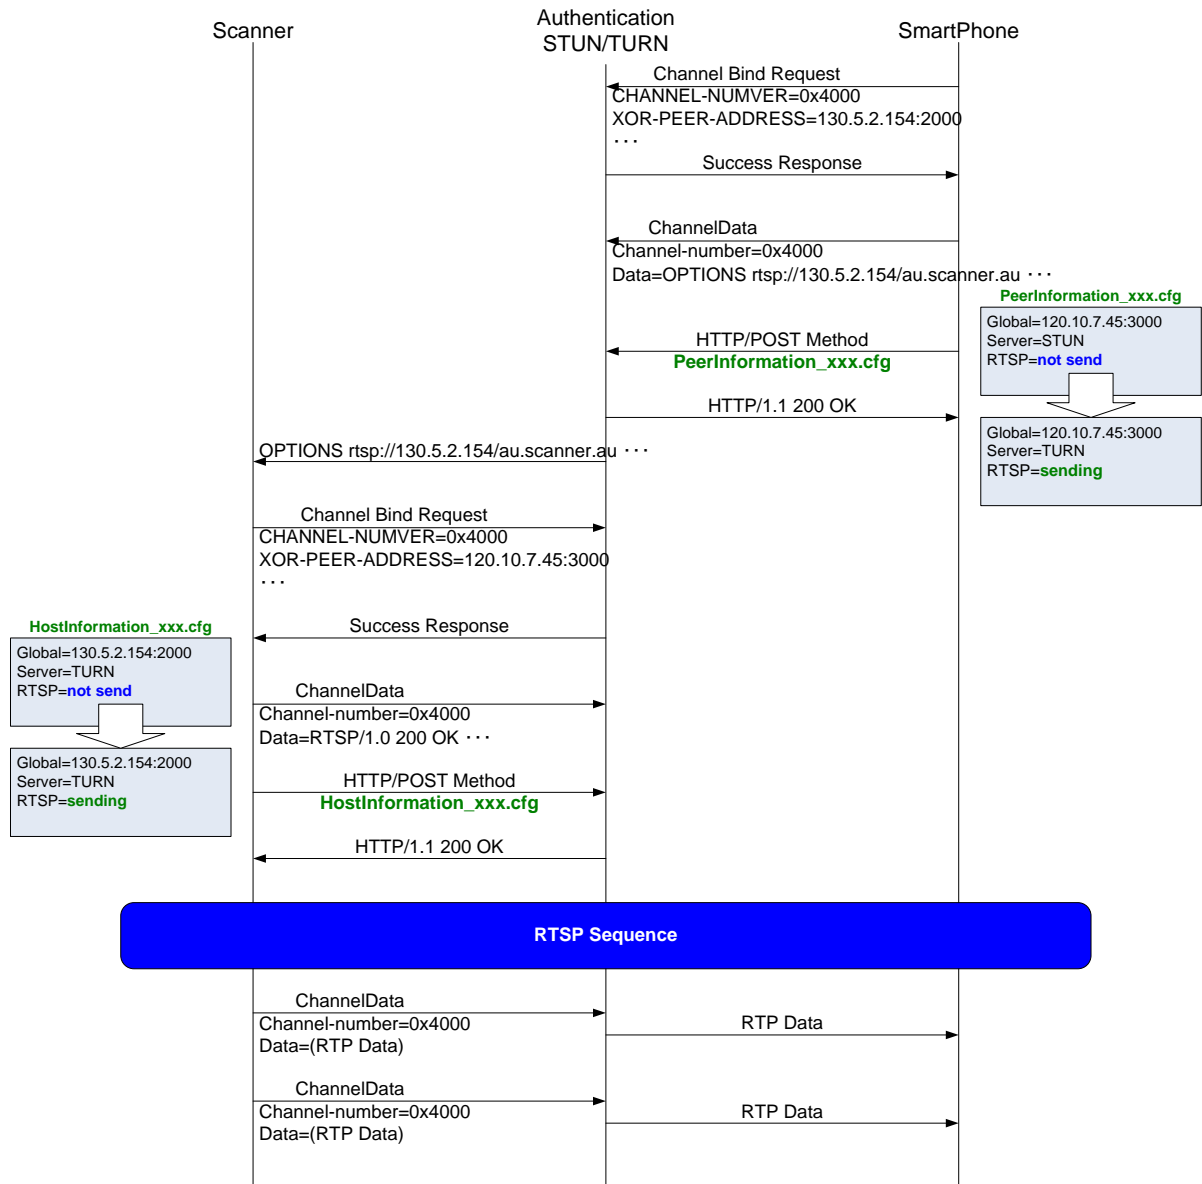 Scanner
Authentication
STUN/TURN
SmartPhone
Channel Bind Request
CHANNEL-NUMVER=0x4000
XOR-PEER-ADDRESS=130.5.2.154:2000
･･･
Success Response
ChannelData
Channel-number=0x4000
Data=OPTIONS rtsp://130.5.2.154/au.scanner.au ･･･
PeerInformation_xxx.cfg
Global=120.10.7.45:3000
Server=STUN
RTSP=not send
HTTP/POST Method
PeerInformation_xxx.cfg
HTTP/1.1 200 OK
Global=120.10.7.45:3000
Server=TURN
RTSP=sending
OPTIONS rtsp://130.5.2.154/au.scanner.au ･･･
Channel Bind Request
CHANNEL-NUMVER=0x4000
XOR-PEER-ADDRESS=120.10.7.45:3000
･･･
Success Response
HostInformation_xxx.cfg
Global=130.5.2.154:2000
Server=TURN
RTSP=not send
ChannelData
Channel-number=0x4000
Data=RTSP/1.0 200 OK ･･･
Global=130.5.2.154:2000
Server=TURN
RTSP=sending
HTTP/POST Method
HostInformation_xxx.cfg
HTTP/1.1 200 OK
RTSP Sequence
ChannelData
Channel-number=0x4000
Data=(RTP Data)
RTP Data
ChannelData
Channel-number=0x4000
Data=(RTP Data)
RTP Data